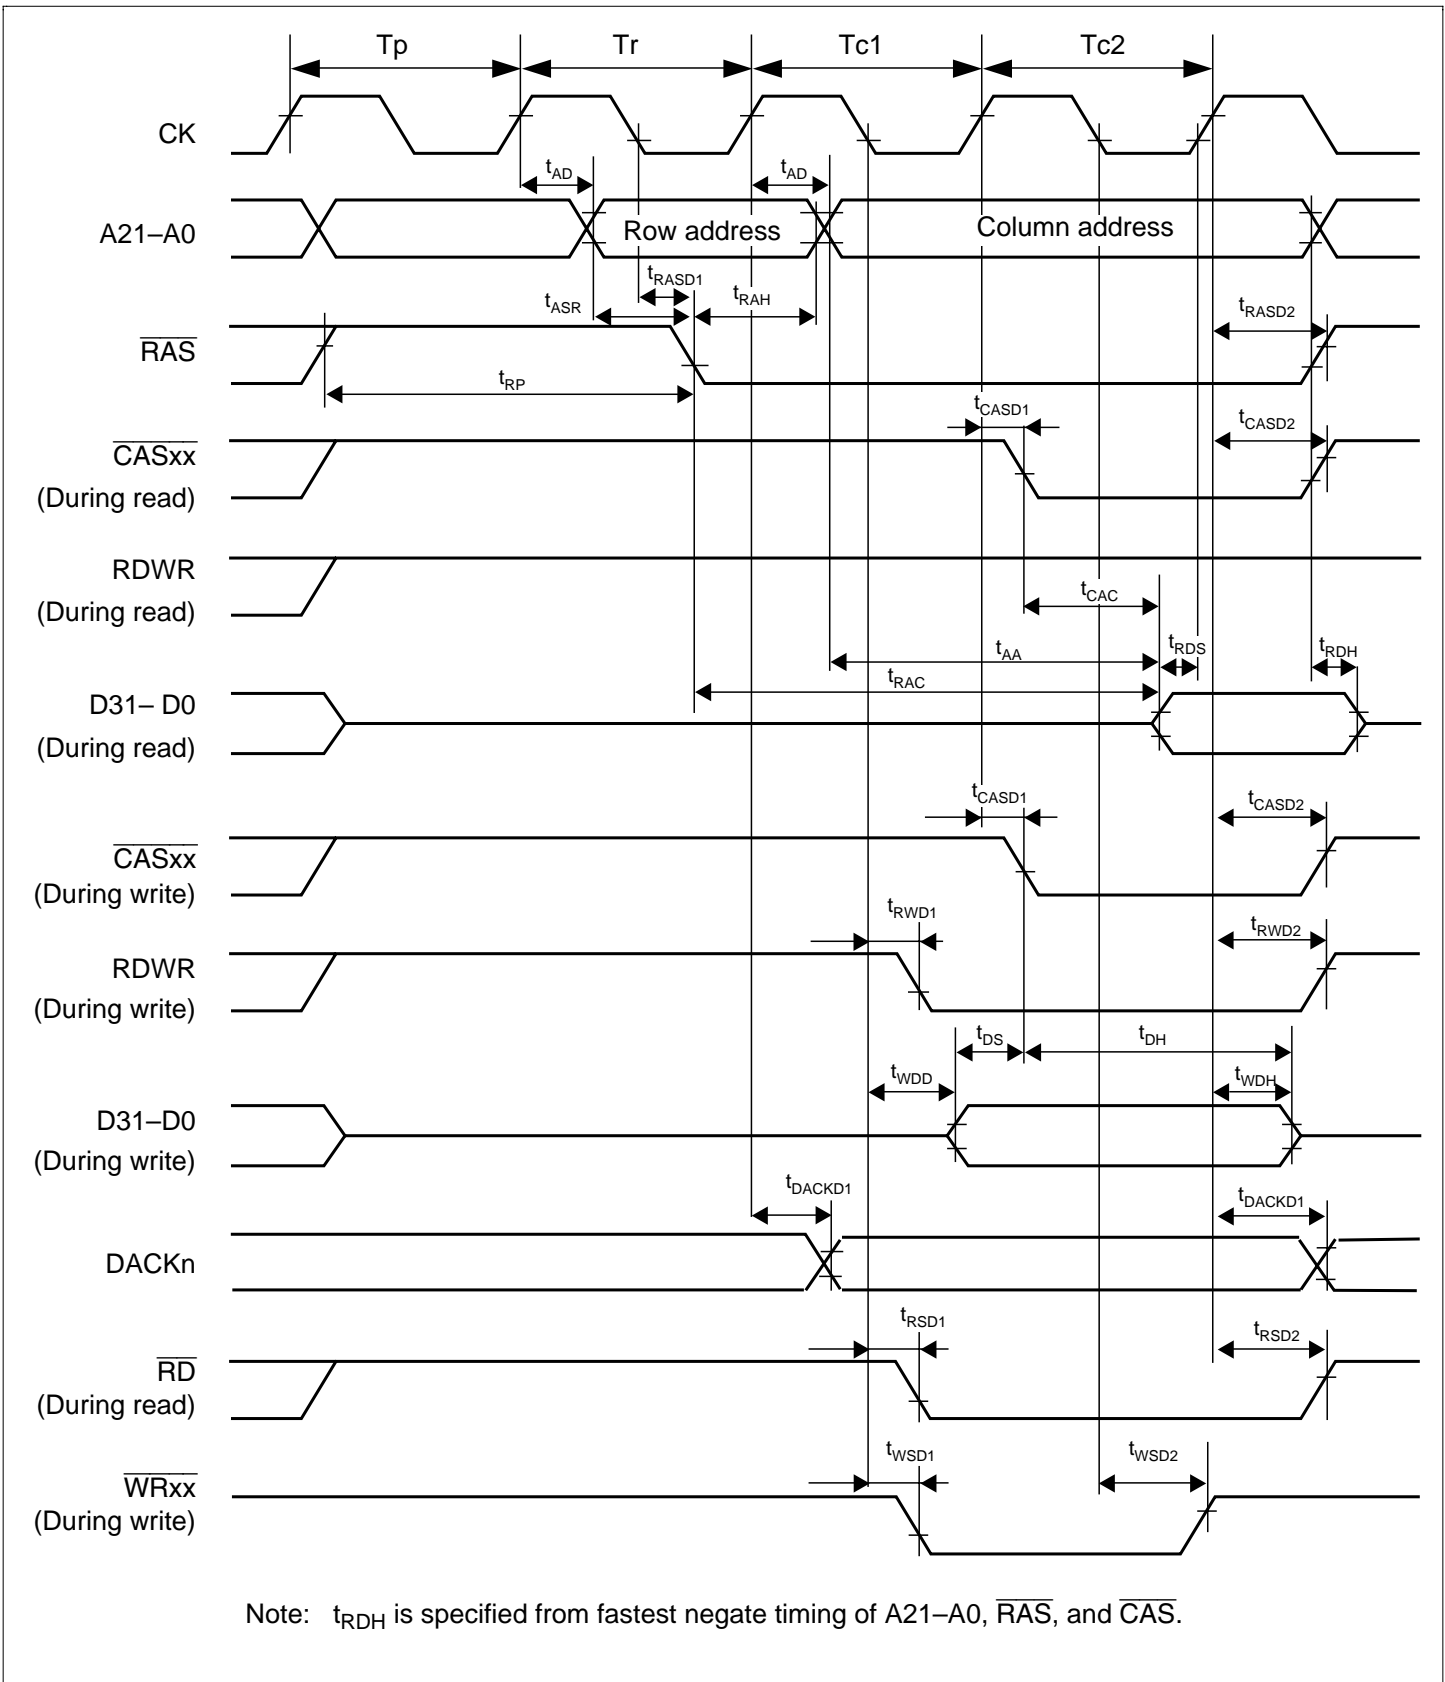 Tp Tr Tc1 Tc2
CK
tAD tAD
A21–A0 Row address Column address
tRASD1
tASR tRAH tRASD2
RAS
tRP
tCASD1 tCASD2
CASxx
(During read)
RDWR
(During read)
tCAC
tAA tRDS tRDH
tRAC
D31– D0
(During read)
tCASD1 tCASD2
CASxx
(During write)
tRWD1 tRWD2
RDWR
(During write)
tDS tDH
tWDD tWDH
D31–D0
(During write)
tDACKD1 tDACKD1
DACKn
tRSD1 tRSD2
RD
(During read)
tWSD1 tWSD2
WRxx
(During write)
Note: tRDH is specified from fastest negate timing of A21–A0, RAS, and CAS.